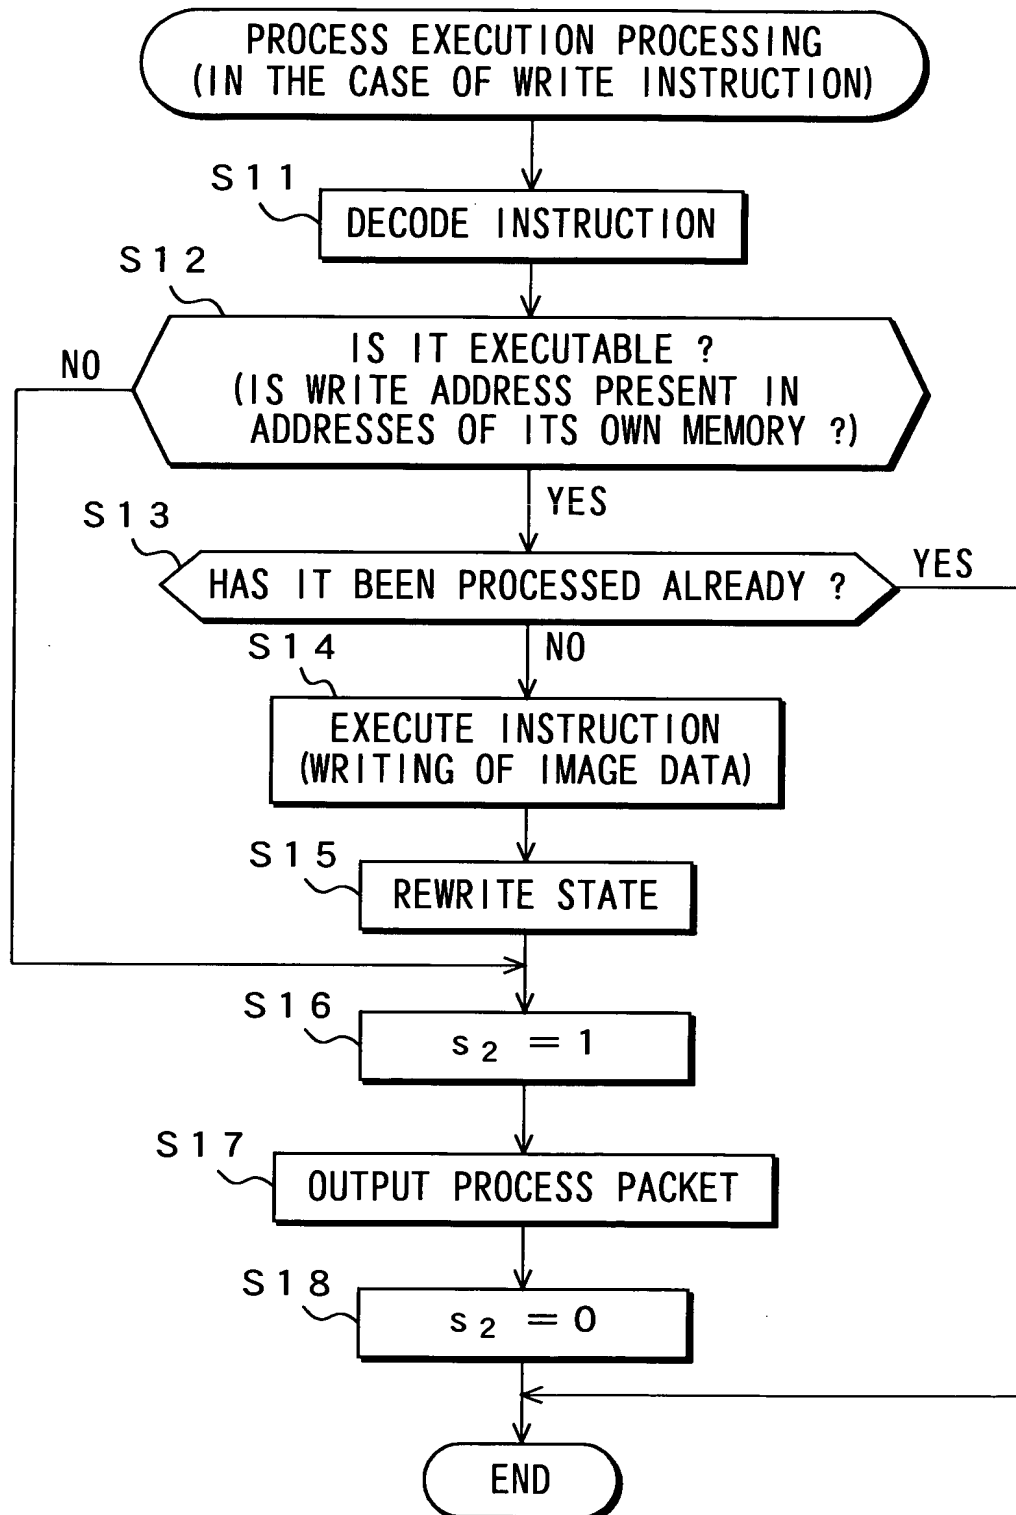 PROCESS EXECUTION PROCESSING
(IN THE CASE OF WRITE INSTRUCTION)
S11
DECODE INSTRUCTION
S12
IS IT EXECUTABLE ?
(IS WRITE ADDRESS PRESENT IN
ADDRESSES OF ITS OWN MEMORY ?)
NO
YES
S13
HAS IT BEEN PROCESSED ALREADY ?
YES
NO
S14
EXECUTE INSTRUCTION
(WRITING OF IMAGE DATA)
S15
REWRITE STATE
S16
s₂ = 1
S17
OUTPUT PROCESS PACKET
S18
s₂ = 0
END